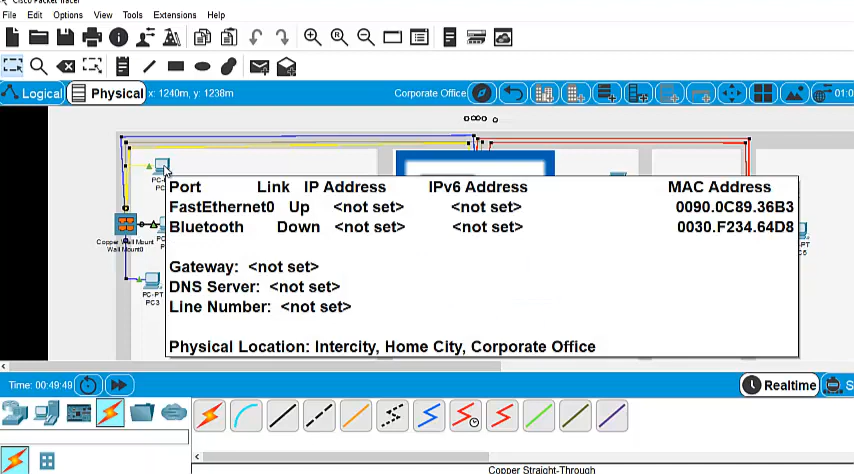 Cisco Packet Tracer
File Edit Options View Tools Extensions Help
Logical Physical x: 1240m, y: 1238m Corporate Office 01:0
PC-
PC
Port Link IP Address IPv6 Address MAC Address
FastEthernet0 Up <not set> <not set> 0090.0C89.36B3
Bluetooth Down <not set> <not set> 0030.F234.64D8
Gateway: <not set>
DNS Server: <not set>
Line Number: <not set>
Physical Location: Intercity, Home City, Corporate Office
Copper Wall Mount
Wall Mount0
PC-PT
PC3
Time: 00:49:49 Realtime S
Copper Straight-Through